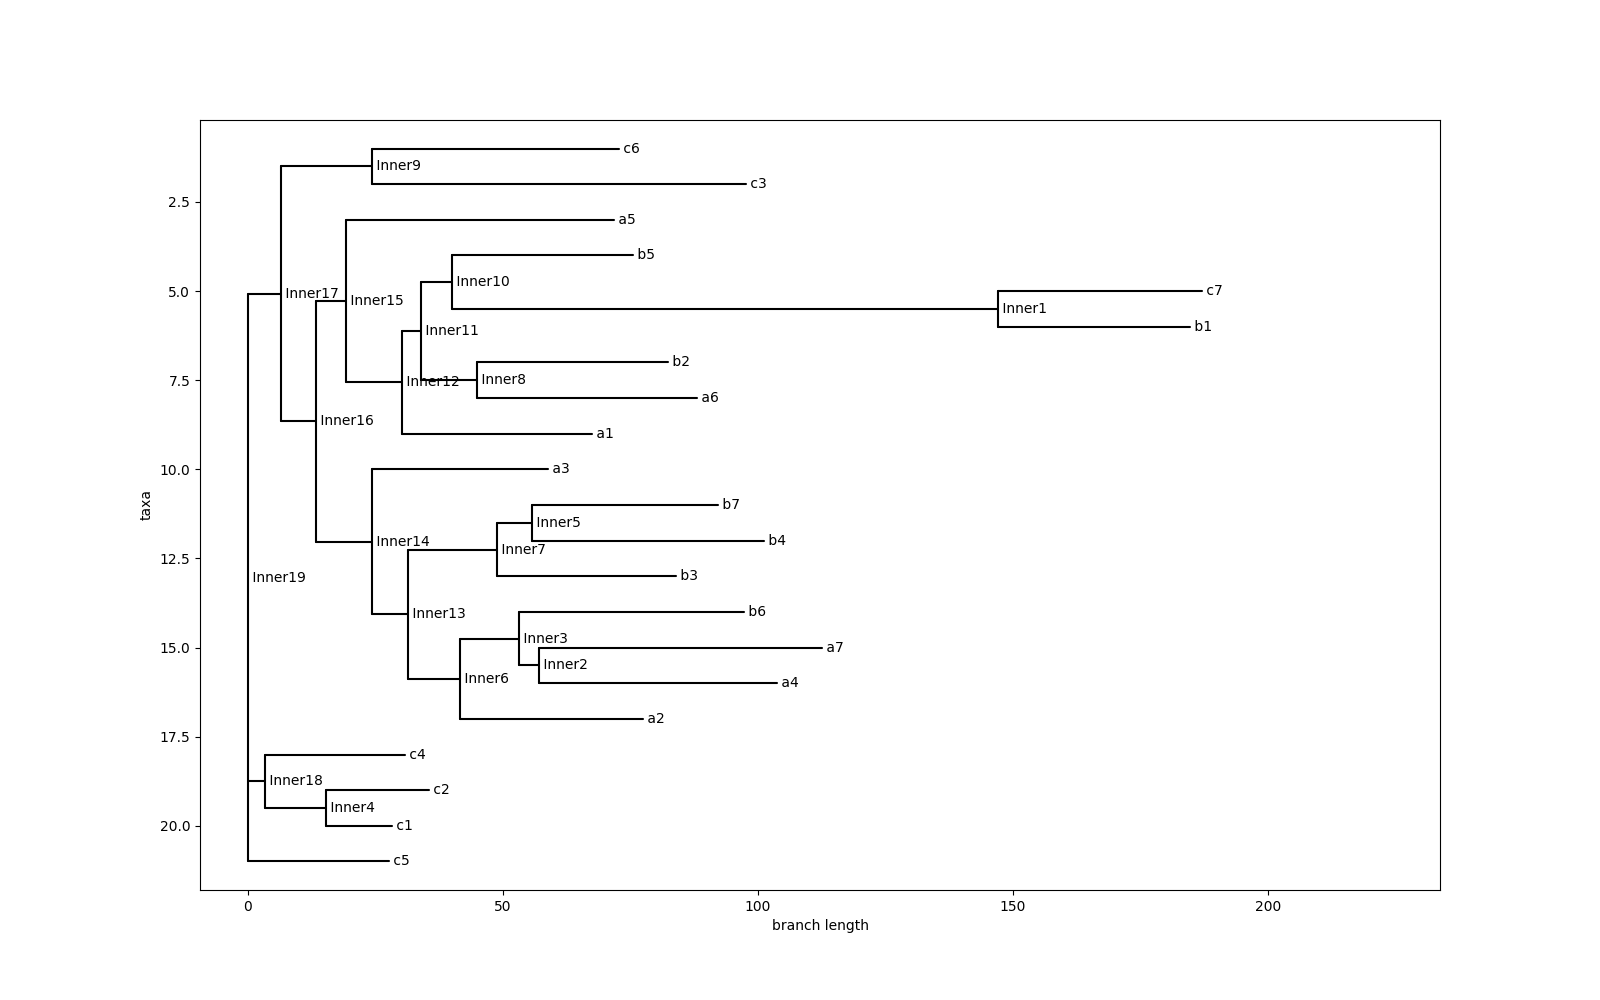 c6
Inner9
c3
2.5
a5
b5
Inner10
5.0
Inner17
Inner15
c7
Inner1
b1
Inner11
b2
7.5
Inner12
Inner8
a6
Inner16
a1
10.0
a3
taxa
b7
Inner5
b4
Inner14
Inner7
12.5
b3
Inner19
b6
Inner13
Inner3
15.0
a7
Inner2
Inner6
a4
a2
17.5
c4
Inner18
c2
Inner4
20.0
c1
c5
0
50
100
150
200
branch length